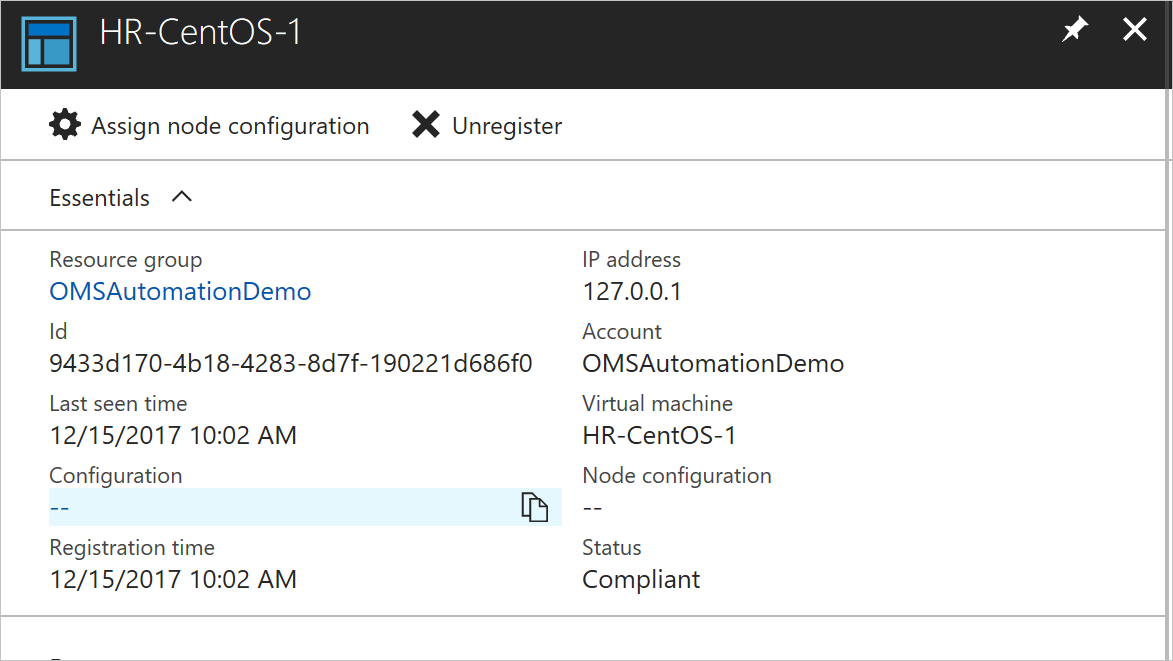 HR-CentOS-1
Assign node configuration
Unregister
Essentials
Resource group
OMSAutomationDemo
IP address
127.0.0.1
Id
9433d170-4b18-4283-8d7f-190221d686f0
Account
OMSAutomationDemo
Last seen time
12/15/2017 10:02 AM
Virtual machine
HR-CentOS-1
Configuration
--
Node configuration
--
Registration time
12/15/2017 10:02 AM
Status
Compliant